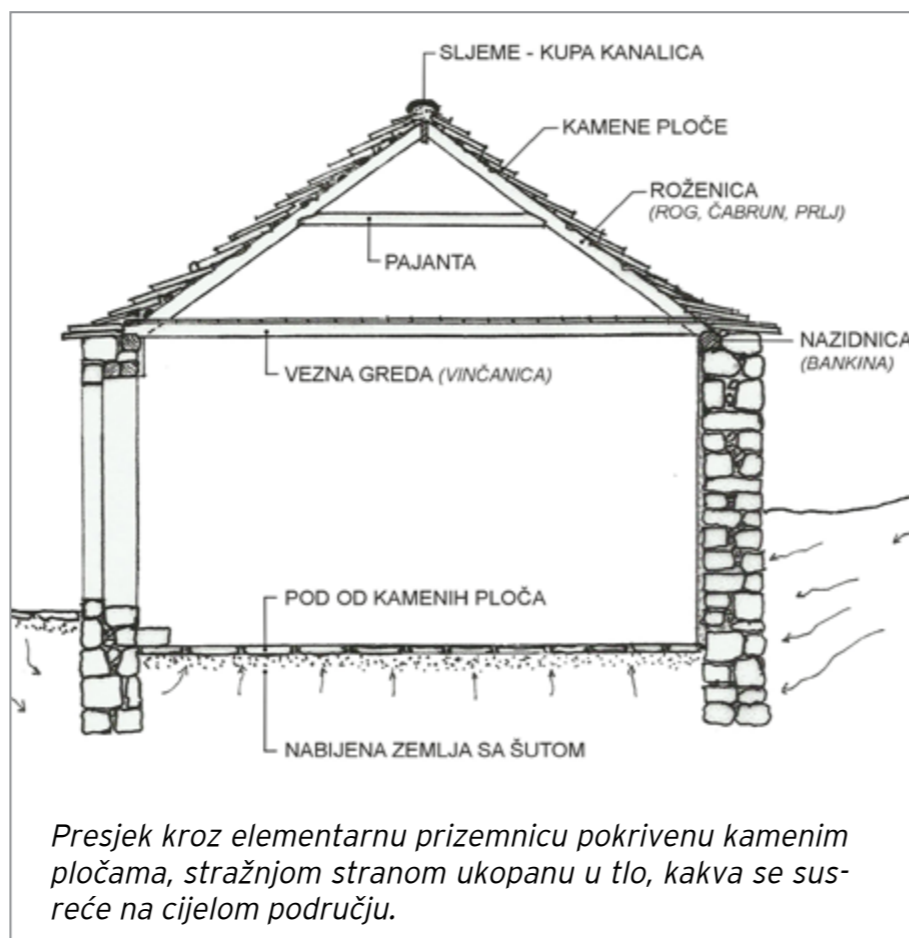 SLJEME - KUPA KANALICA
KAMENE PLOČE
ROŽENICA
(ROG, ČABRUN, PRLJ)
PAJANTA
NAZIDNICA
(BANKINA)
VEZNA GREDA (VINČANICA)
POD OD KAMENIH PLOČA
NABIJENA ZEMLJA SA ŠUTOM
Presjek kroz elementarnu prizemnicu pokrivenu kamenim
pločama, stražnjom stranom ukopanu u tlo, kakva se sus-
reće na cijelom području.